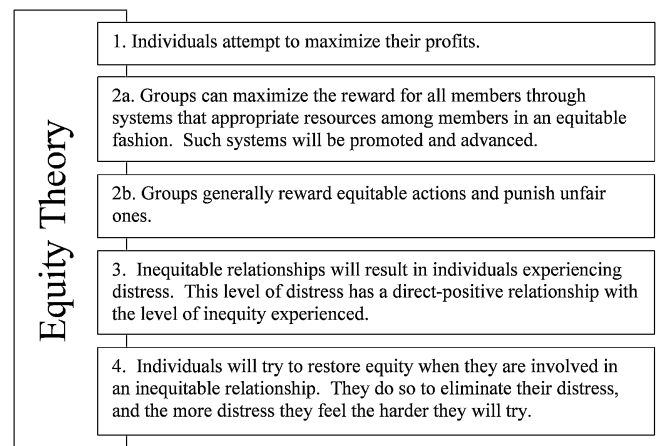 Equity Theory
1. Individuals attempt to maximize their profits.
2a. Groups can maximize the reward for all members through
systems that appropriate resources among members in an equitable
fashion. Such systems will be promoted and advanced.
2b. Groups generally reward equitable actions and punish unfair
ones.
3. Inequitable relationships will result in individuals experiencing
distress. This level of distress has a direct-positive relationship with
the level of inequity experienced.
4. Individuals will try to restore equity when they are involved in
an inequitable relationship. They do so to eliminate their distress,
and the more distress they feel the harder they will try.